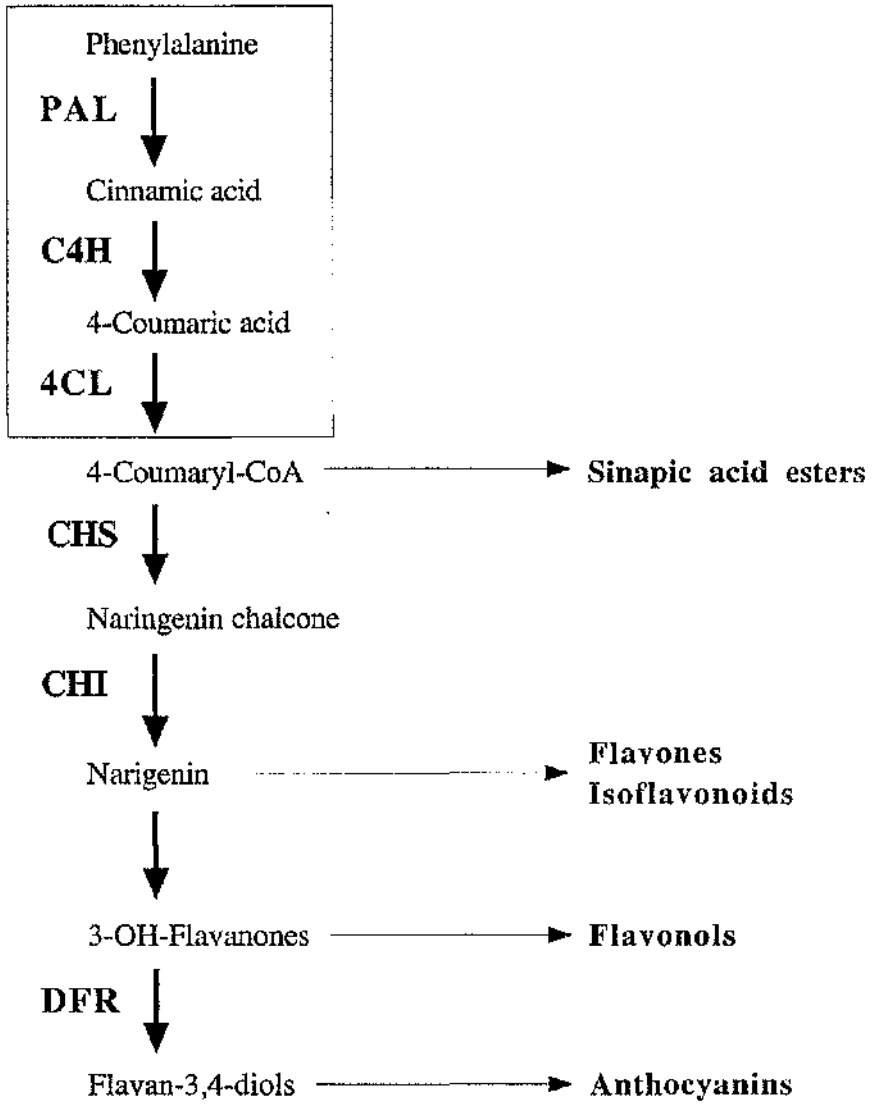 Phenylalanine
PAL
Cinnamic acid
C4H
4-Coumaric acid
4CL
4-Coumaryl-CoA
Sinapic acid esters
CHS
Naringenin chalcone
CHI
Narigenin
Flavones
Isoflavonoids
3-OH-Flavanones
Flavonols
DFR
Flavan-3,4-diols
Anthocyanins